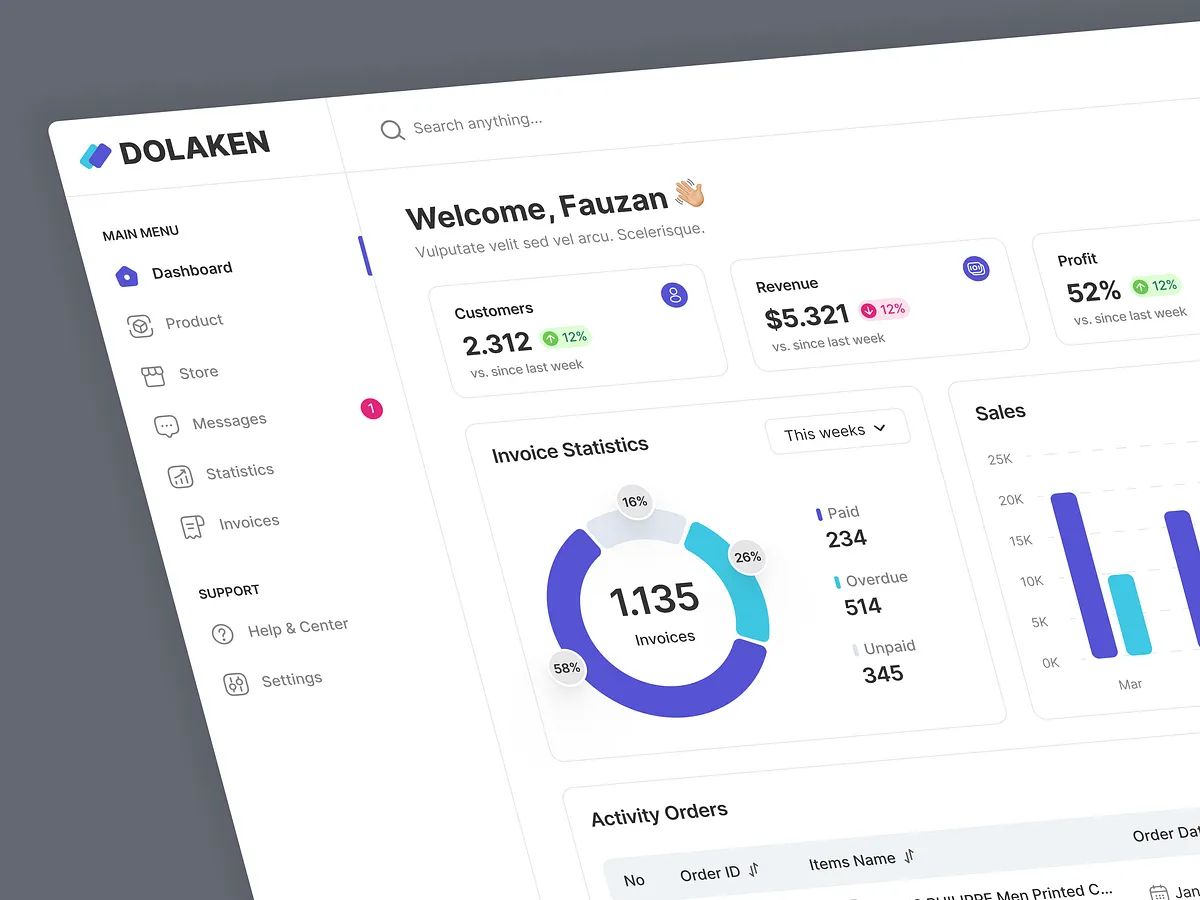 DOLAKEN
Search anything...
MAIN MENU
Dashboard
Product
Store
Messages
1
Statistics
Invoices
SUPPORT
Help & Center
Settings
Welcome, Fauzan 👋🏼
Vulputate velit sed vel arcu. Scelerisque.
Customers
2.312
12%
vs. since last week
Revenue
$5.321
12%
vs. since last week
Profit
52%
12%
vs. since last week
Invoice Statistics
This weeks
16%
26%
58%
1.135
Invoices
Paid
234
Overdue
514
Unpaid
345
Sales
25K
20K
15K
10K
5K
0K
Mar
Activity Orders
No
Order ID
Items Name
Order Dat
PHILIPPE Men Printed C...
Jan